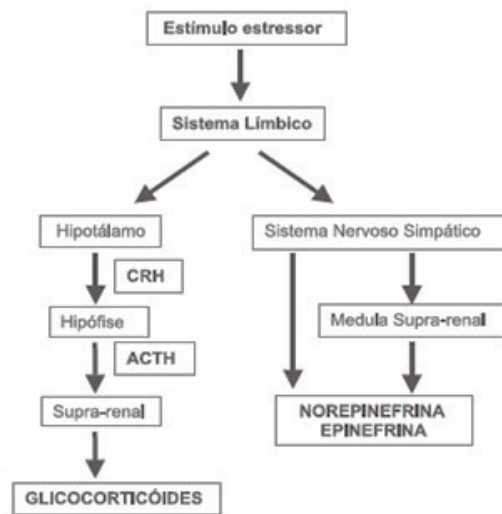 Estímulo estressor
Sistema Límbico
Hipotálamo
Sistema Nervoso Simpático
CRH
Hipófise
Medula Supra-renal
ACTH
Supra-renal
NOREPINEFRINA
EPINEFRINA
GLICOCORTICÓIDES